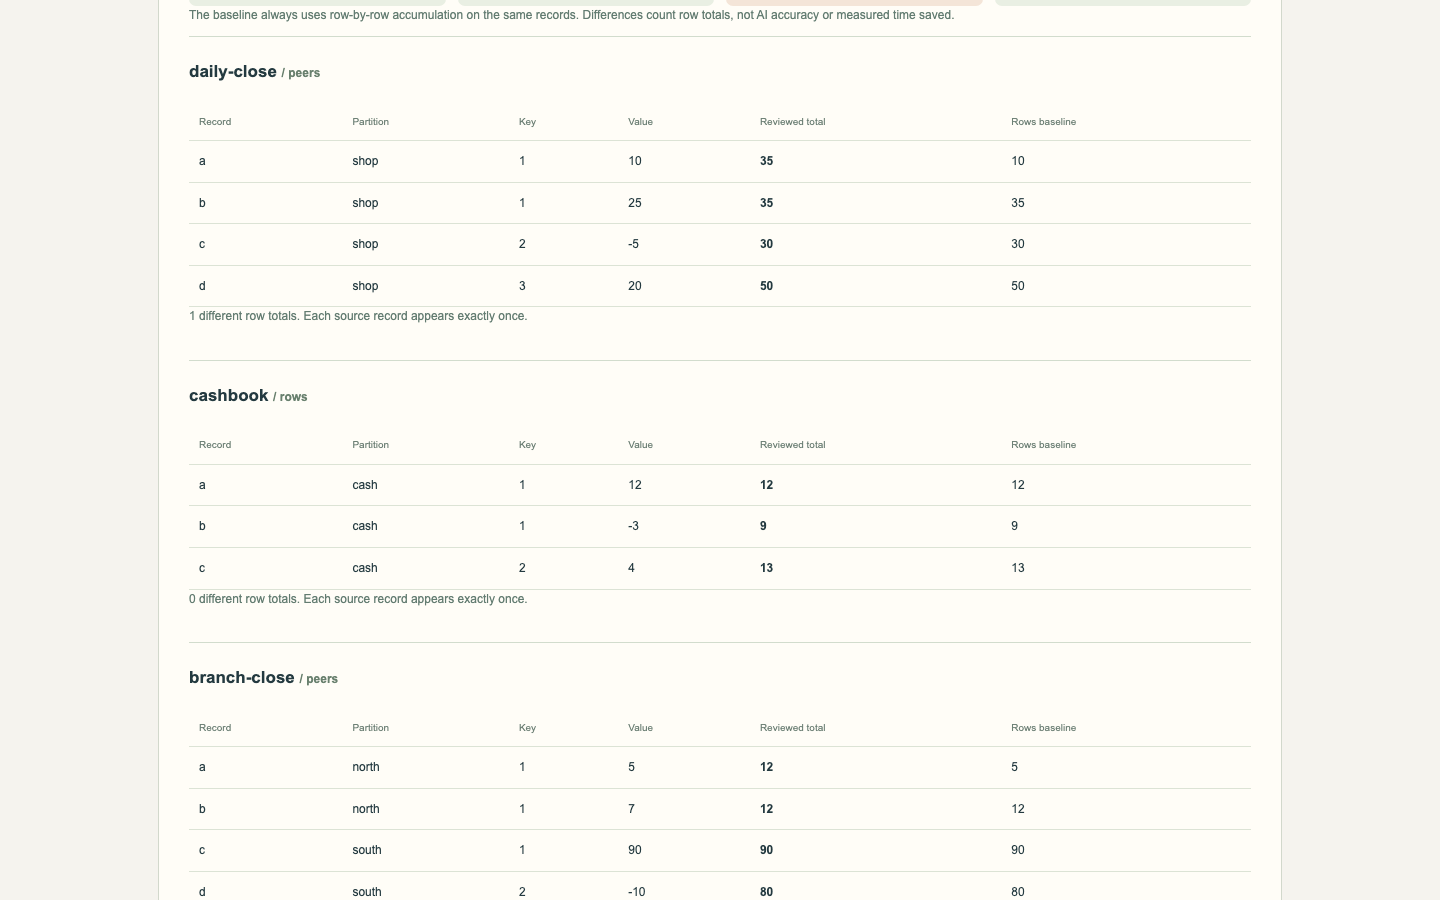 The baseline always uses row-by-row accumulation on the same records. Differences count row totals, not AI accuracy or measured time saved.
daily-close / peers
Record Partition Key Value Reviewed total Rows baseline
a shop 1 10 35 10
b shop 1 25 35 35
c shop 2 -5 30 30
d shop 3 20 50 50
1 different row totals. Each source record appears exactly once.
cashbook / rows
Record Partition Key Value Reviewed total Rows baseline
a cash 1 12 12 12
b cash 1 -3 9 9
c cash 2 4 13 13
0 different row totals. Each source record appears exactly once.
branch-close / peers
Record Partition Key Value Reviewed total Rows baseline
a north 1 5 12 5
b north 1 7 12 12
c south 1 90 90 90
d south 2 -10 80 80